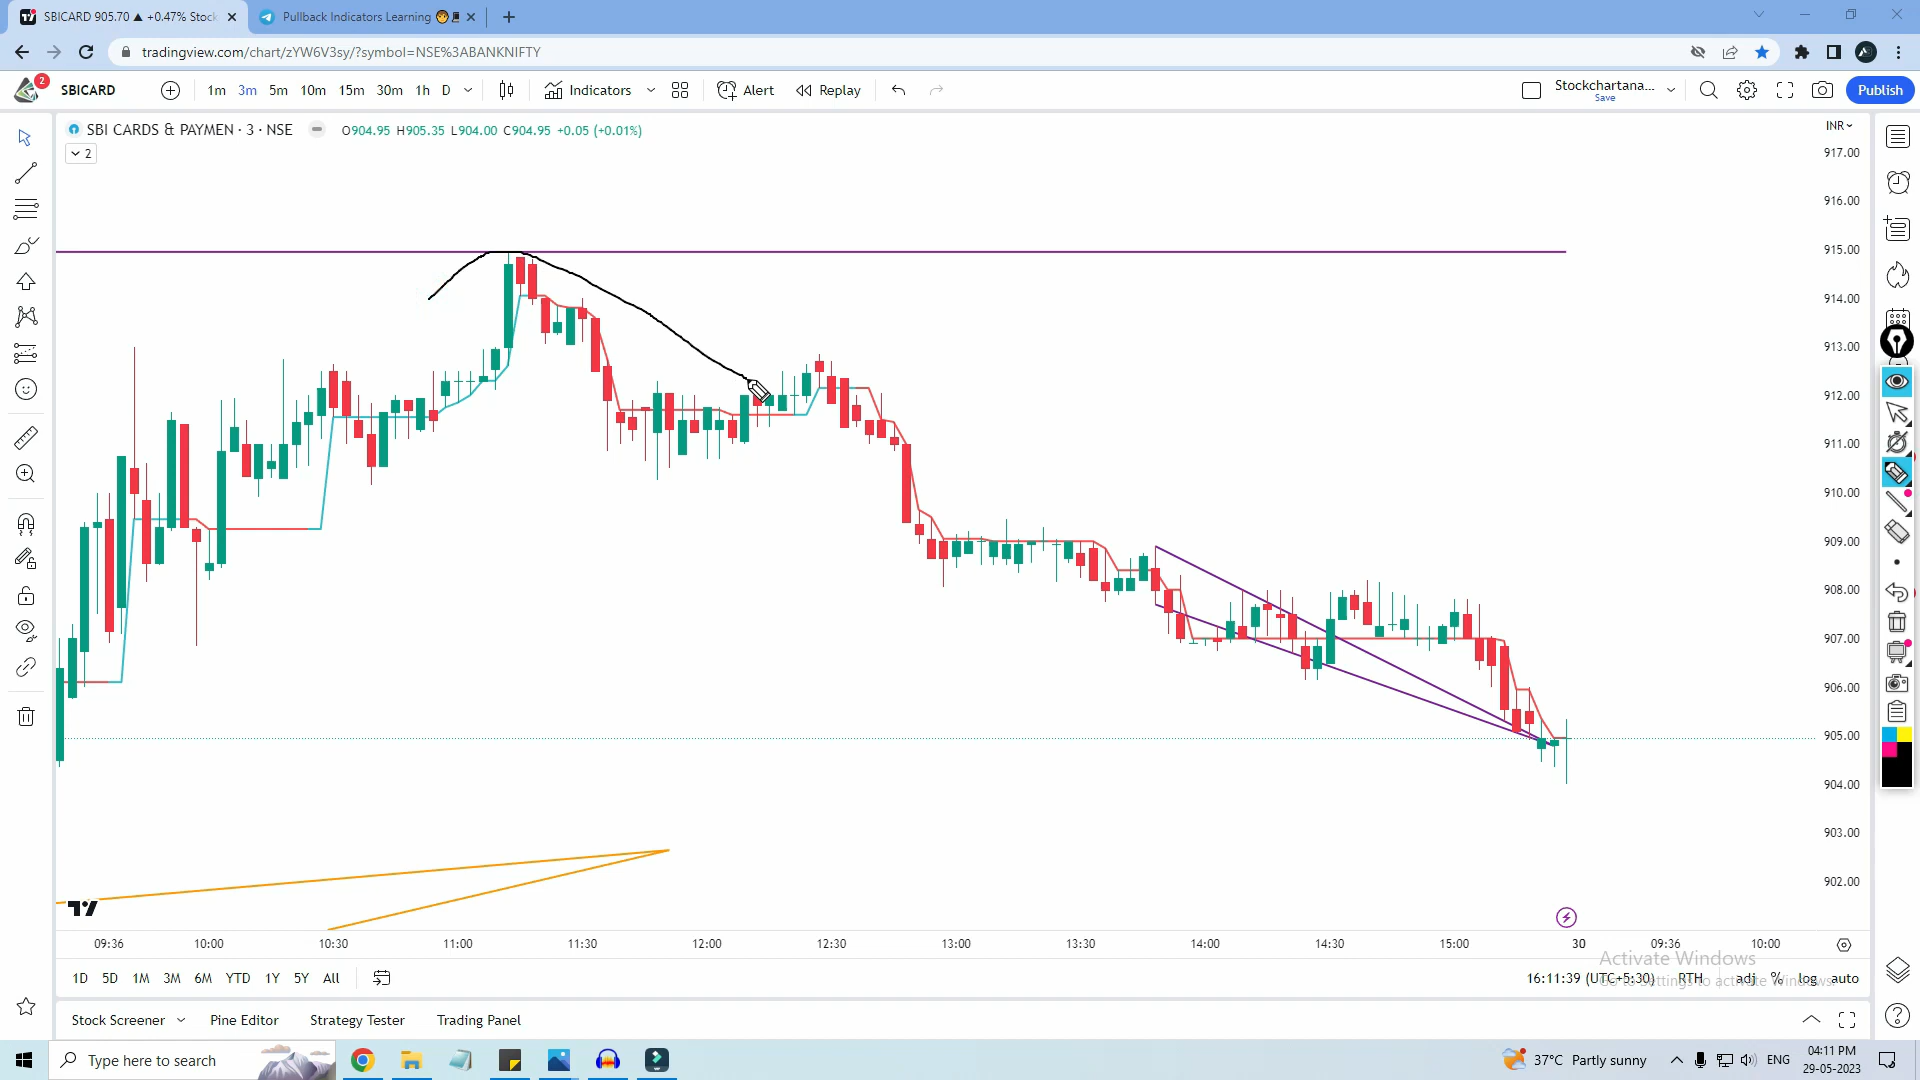 SBICARD 905.70 ▲ +0.47% Stock
Pullback Indicators Learning
tradingview.com/chart/zYW6V3sy/?symbol=NSE%3ABANKNIFTY
2
SBICARD
1m 3m 5m 10m 15m 30m 1h D
Indicators
Alert
Replay
Stockchartana...
Save
Publish
SBI CARDS & PAYMEN · 3 · NSE
O904.95 H905.35 L904.00 C904.95 +0.05 (+0.01%)
2
INR
917.00
916.00
915.00
914.00
913.00
912.00
911.00
910.00
909.00
908.00
907.00
906.00
905.00
904.00
903.00
902.00
09:36 10:00 10:30 11:00 11:30 12:00 12:30 13:00 13:30 14:00 14:30 15:00 30 09:36 10:00
Activate Windows
Go to Settings to activate Windows.
1D 5D 1M 3M 6M YTD 1Y 5Y All
16:11:39 (UTC+5:30) RTH adj % log auto
Stock Screener
Pine Editor
Strategy Tester
Trading Panel
Type here to search
37°C Partly sunny
ENG
04:11 PM
29-05-2023